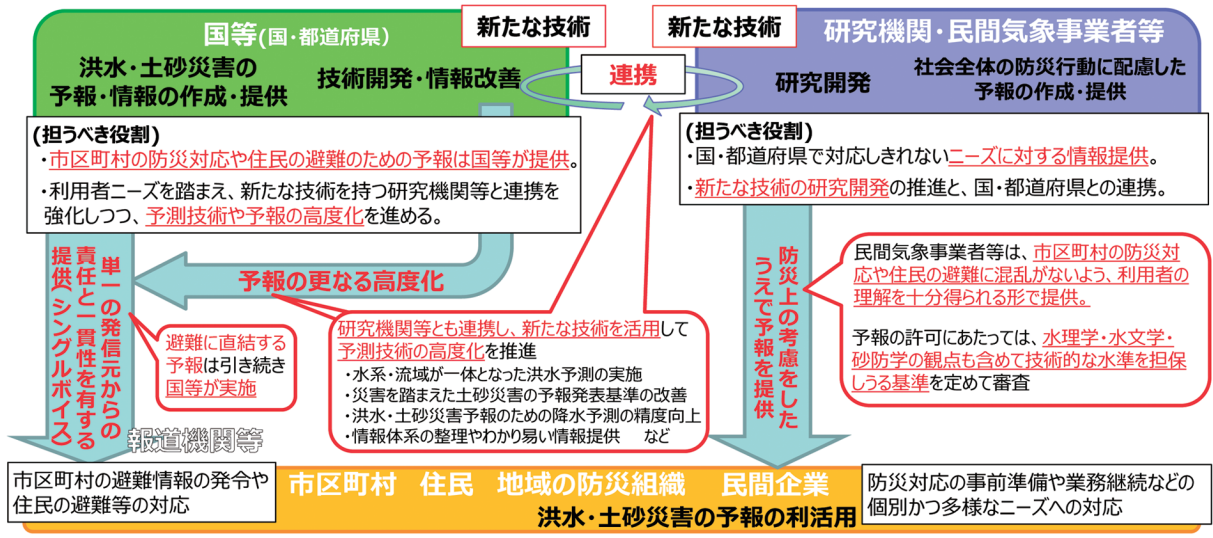 国等(国・都道府県)
新たな技術
新たな技術
研究機関・民間気象事業者等
洪水・土砂災害の
予報・情報の作成・提供
技術開発・情報改善
連携
研究開発
社会全体の防災行動に配慮した
予報の作成・提供
(担うべき役割)
・市区町村の防災対応や住民の避難のための予報は国等が提供。
・利用者ニーズを踏まえ、新たな技術を持つ研究機関等と連携を
強化しつつ、予測技術や予報の高度化を進める。
(担うべき役割)
・国・都道府県で対応しきれないニーズに対する情報提供。
・新たな技術の研究開発の推進と、国・都道府県との連携。
単一の発信元からの
責任と一貫性を有する
提供(シングルボイス)
予報の更なる高度化
避難に直結する
予報は引き続き
国等が実施
研究機関等とも連携し、新たな技術を活用して
予測技術の高度化を推進
・水系・流域が一体となった洪水予測の実施
・災害を踏まえた土砂災害の予報発表基準の改善
・洪水・土砂災害予報のための降水予測の精度向上
・情報体系の整理やわかり易い情報提供 など
防災上の考慮をした
うえで予報を提供
民間気象事業者等は、市区町村の防災対
応や住民の避難に混乱がないよう、利用者の
理解を十分得られる形で提供。
予報の許可にあたっては、水理学・水文学・
砂防学の観点も含めて技術的な水準を担保
しうる基準を定めて審査
報道機関等
市区町村の避難情報の発令や
住民の避難等の対応
市区町村 住民 地域の防災組織 民間企業
洪水・土砂災害の予報の利活用
防災対応の事前準備や業務継続などの
個別かつ多様なニーズへの対応